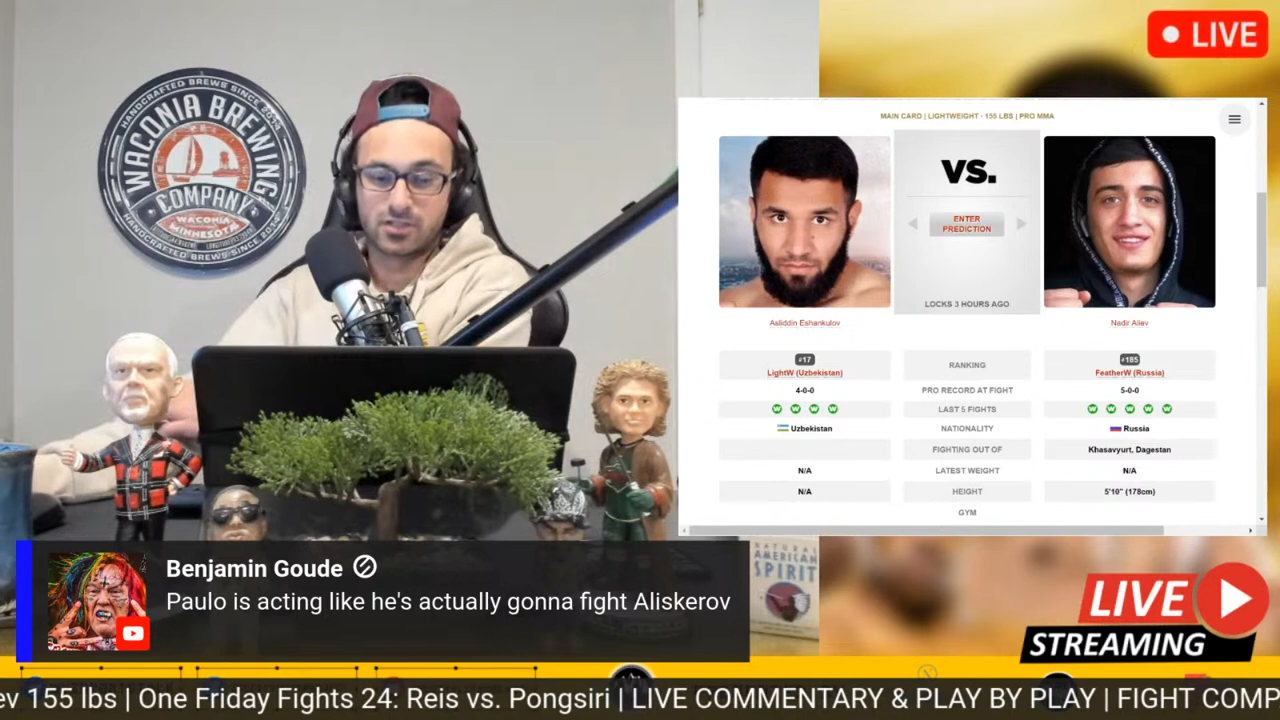 LIVE
HANDCRAFTED BREWS SINCE 2024
WACONIA BREWING
COMPANY
WACONIA
MINNESOTA
HANDCRAFTED BREWS SINCE
MAIN CARD | LIGHTWEIGHT · 155 LBS | PRO MMA
VS.
ENTER
PREDICTION
LOCKS 3 HOURS AGO
Asliddin Eshankulov
Nadir Aliev
#17
LightW (Uzbekistan)
RANKING
#185
FeatherW (Russia)
4-0-0
PRO RECORD AT FIGHT
5-0-0
W W W W
LAST 5 FIGHTS
W W W W W
Uzbekistan
NATIONALITY
Russia
FIGHTING OUT OF
Khasavyurt, Dagestan
N/A
LATEST WEIGHT
N/A
N/A
HEIGHT
5'10" (178cm)
GYM
NATURAL
AMERICAN
SPIRIT
Benjamin Goude
Paulo is acting like he's actually gonna fight Aliskerov
LIVE
STREAMING
ev 155 lbs | One Friday Fights 24: Reis vs. Pongsiri | LIVE COMMENTARY & PLAY BY PLAY | FIGHT COMP